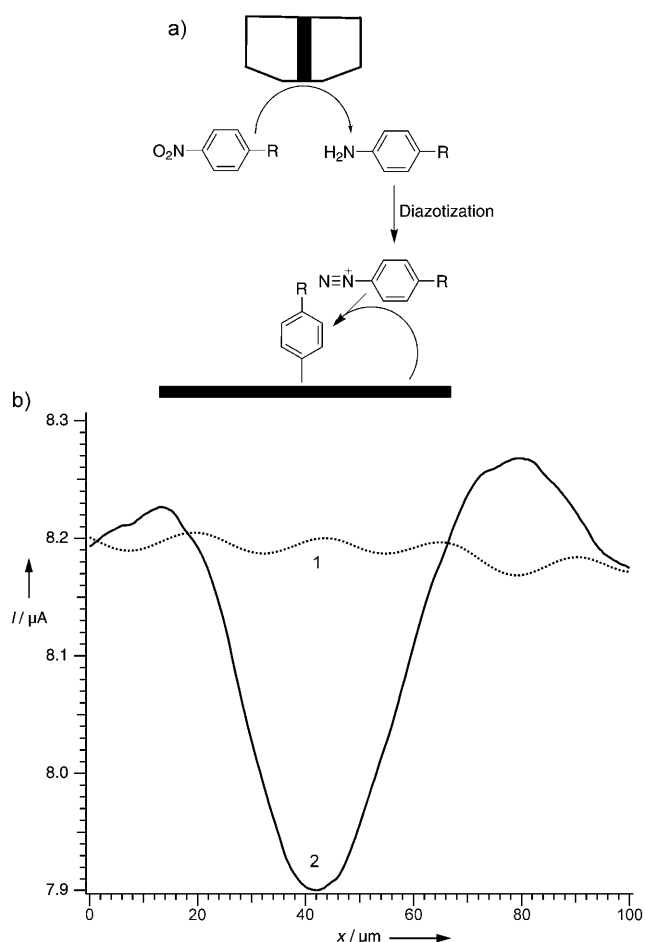 a)
O₂N R H₂N R
Diazotization
N≡N⁺ R
R
b)
8.3
8.2
1
I / µA
8.1
8.0
2
7.9
0 20 40 60 80 100
x / µm